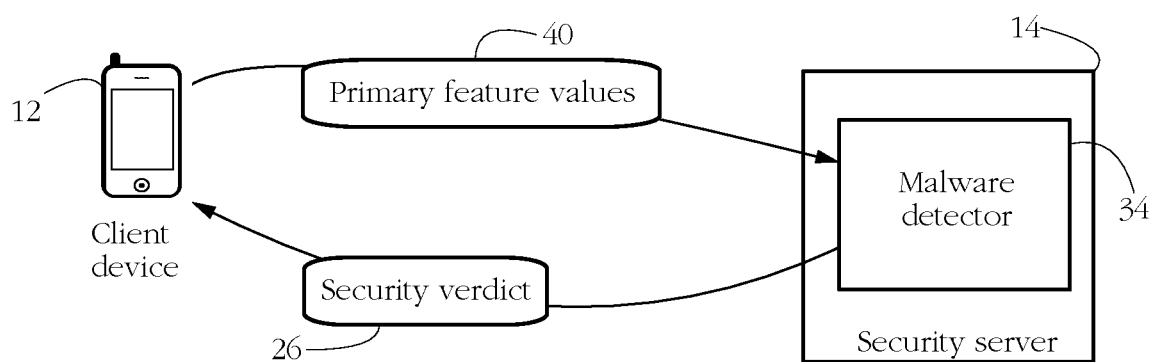 40
14
Primary feature values
12
Malware
detector
34
Client
device
Security verdict
26
Security server